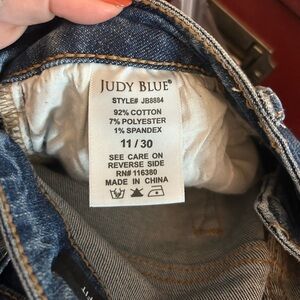 JUDY BLUE®
STYLE# JB8884
92% COTTON
7% POLYESTER
1% SPANDEX
11 / 30
SEE CARE ON
REVERSE SIDE
RN# 116380
MADE IN CHINA